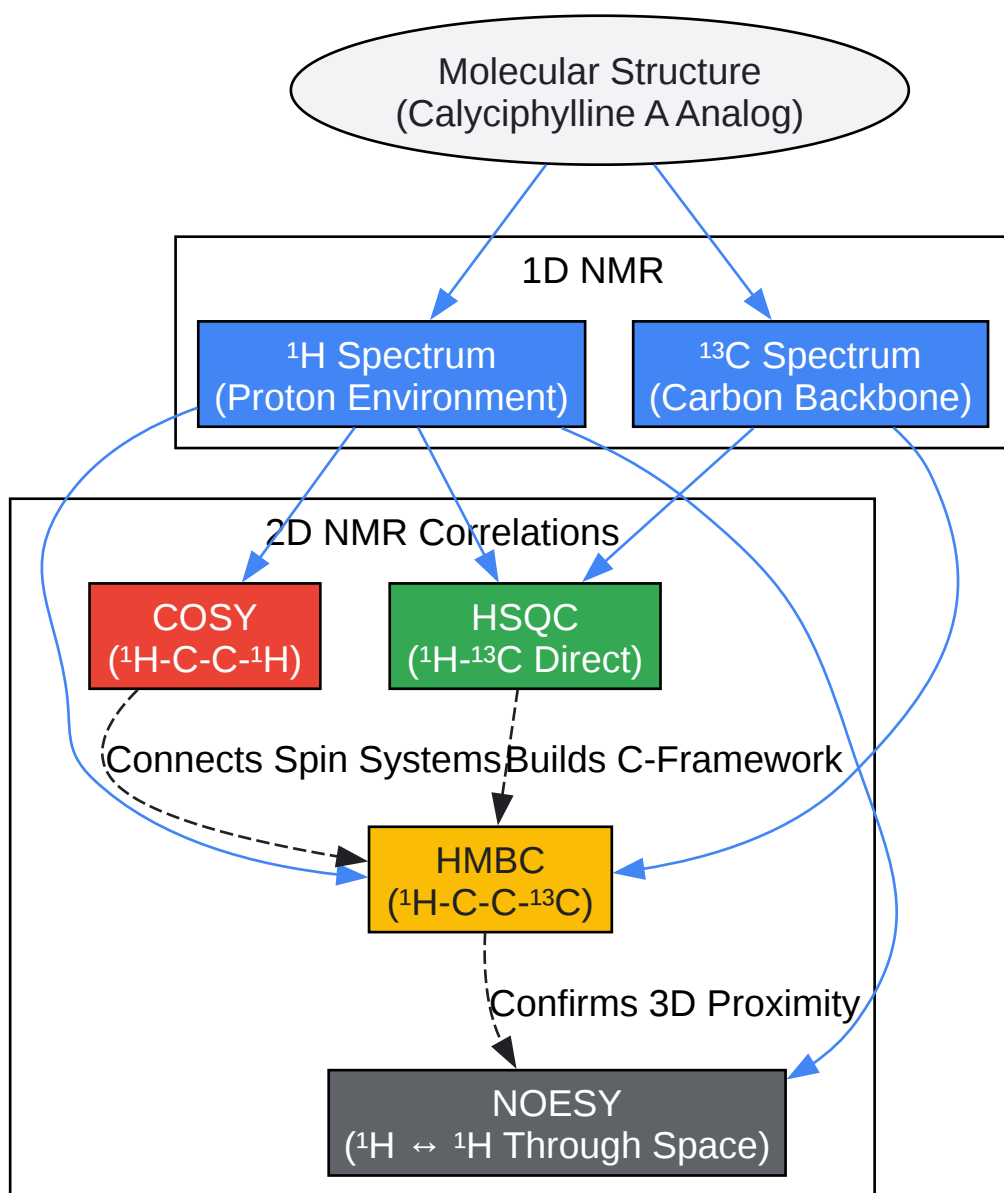 Molecular Structure
(Calyciphylline A Analog)
1D NMR
¹H Spectrum
(Proton Environment)
¹³C Spectrum
(Carbon Backbone)
2D NMR Correlations
COSY
(¹H-C-C-¹H)
HSQC
(¹H-¹³C Direct)
Connects Spin Systems
Builds C-Framework
HMBC
(¹H-C-C-¹³C)
Confirms 3D Proximity
NOESY
(¹H ↔ ¹H Through Space)